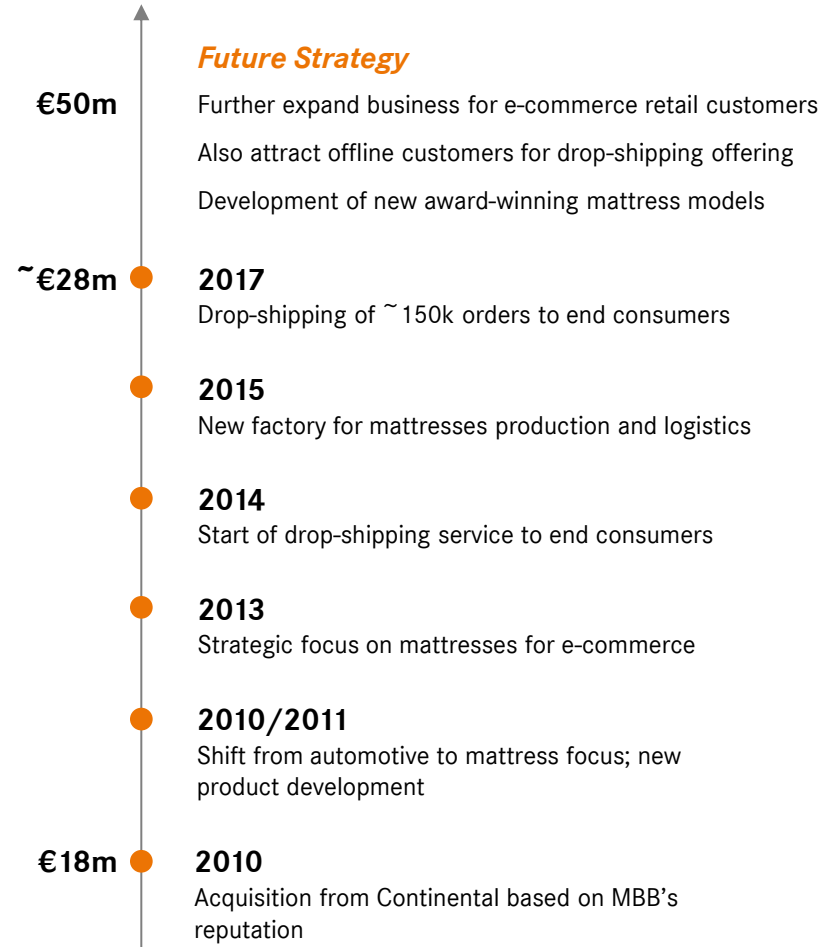 Future Strategy
€50m
Further expand business for e-commerce retail customers
Also attract offline customers for drop-shipping offering
Development of new award-winning mattress models
~€28m
2017
Drop-shipping of ~150k orders to end consumers
2015
New factory for mattresses production and logistics
2014
Start of drop-shipping service to end consumers
2013
Strategic focus on mattresses for e-commerce
2010/2011
Shift from automotive to mattress focus; new
product development
€18m
2010
Acquisition from Continental based on MBB’s
reputation